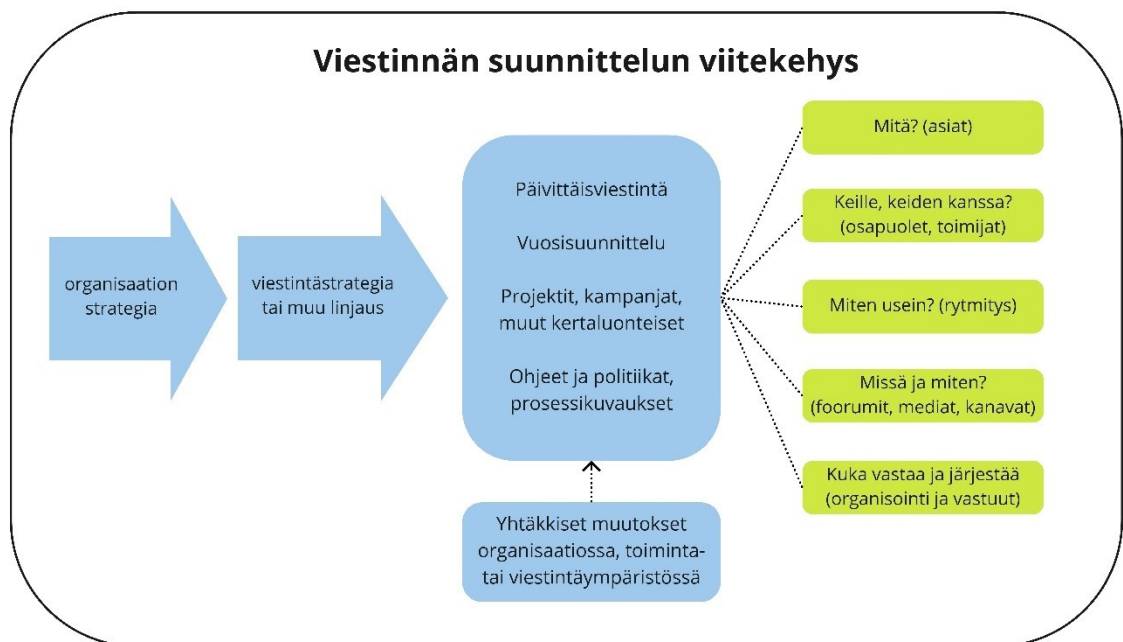 Viestinnän suunnittelun viitekehys
organisaation
strategia
viestintästrategia
tai muu linjaus
Päivittäisviestintä
Vuosisuunnittelu
Projektit, kampanjat,
muut kertaluonteiset
Ohjeet ja politiikat,
prosessikuvaukset
Yhtäkkiset muutokset
organisaatiossa, toiminta-
tai viestintäympäristössä
Mitä? (asiat)
Keille, keiden kanssa?
(osapuolet, toimijat)
Miten usein? (rytmitys)
Missä ja miten?
(foorumit, mediat, kanavat)
Kuka vastaa ja järjestää
(organisointi ja vastuut)